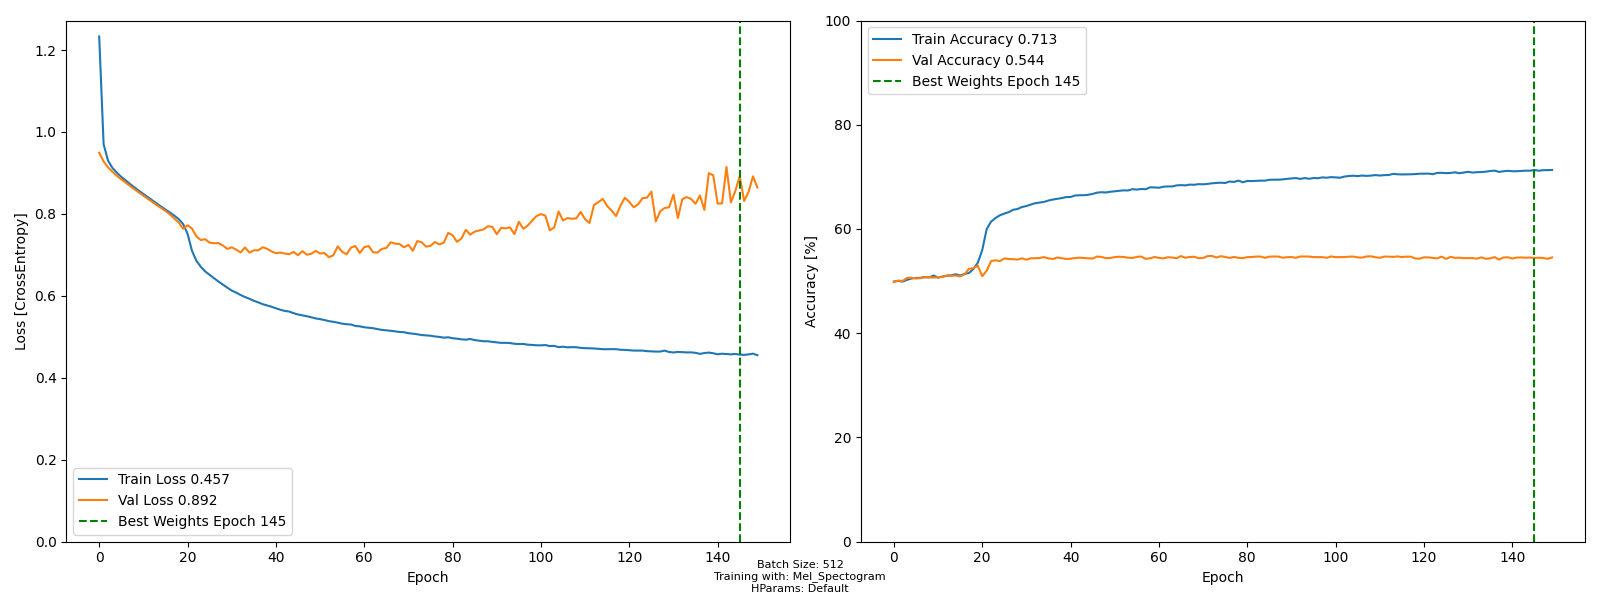 1.2
1.0
0.8
0.6
0.4
0.2
0.0
Loss [CrossEntropy]
Train Loss 0.457
Val Loss 0.892
Best Weights Epoch 145
0 20 40 60 80 100 120 140
Epoch
100
80
60
40
20
0
Accuracy [%]
Train Accuracy 0.713
Val Accuracy 0.544
Best Weights Epoch 145
0 20 40 60 80 100 120 140
Epoch
Batch Size: 512
Training with: Mel_Spectogram
HParams: Default